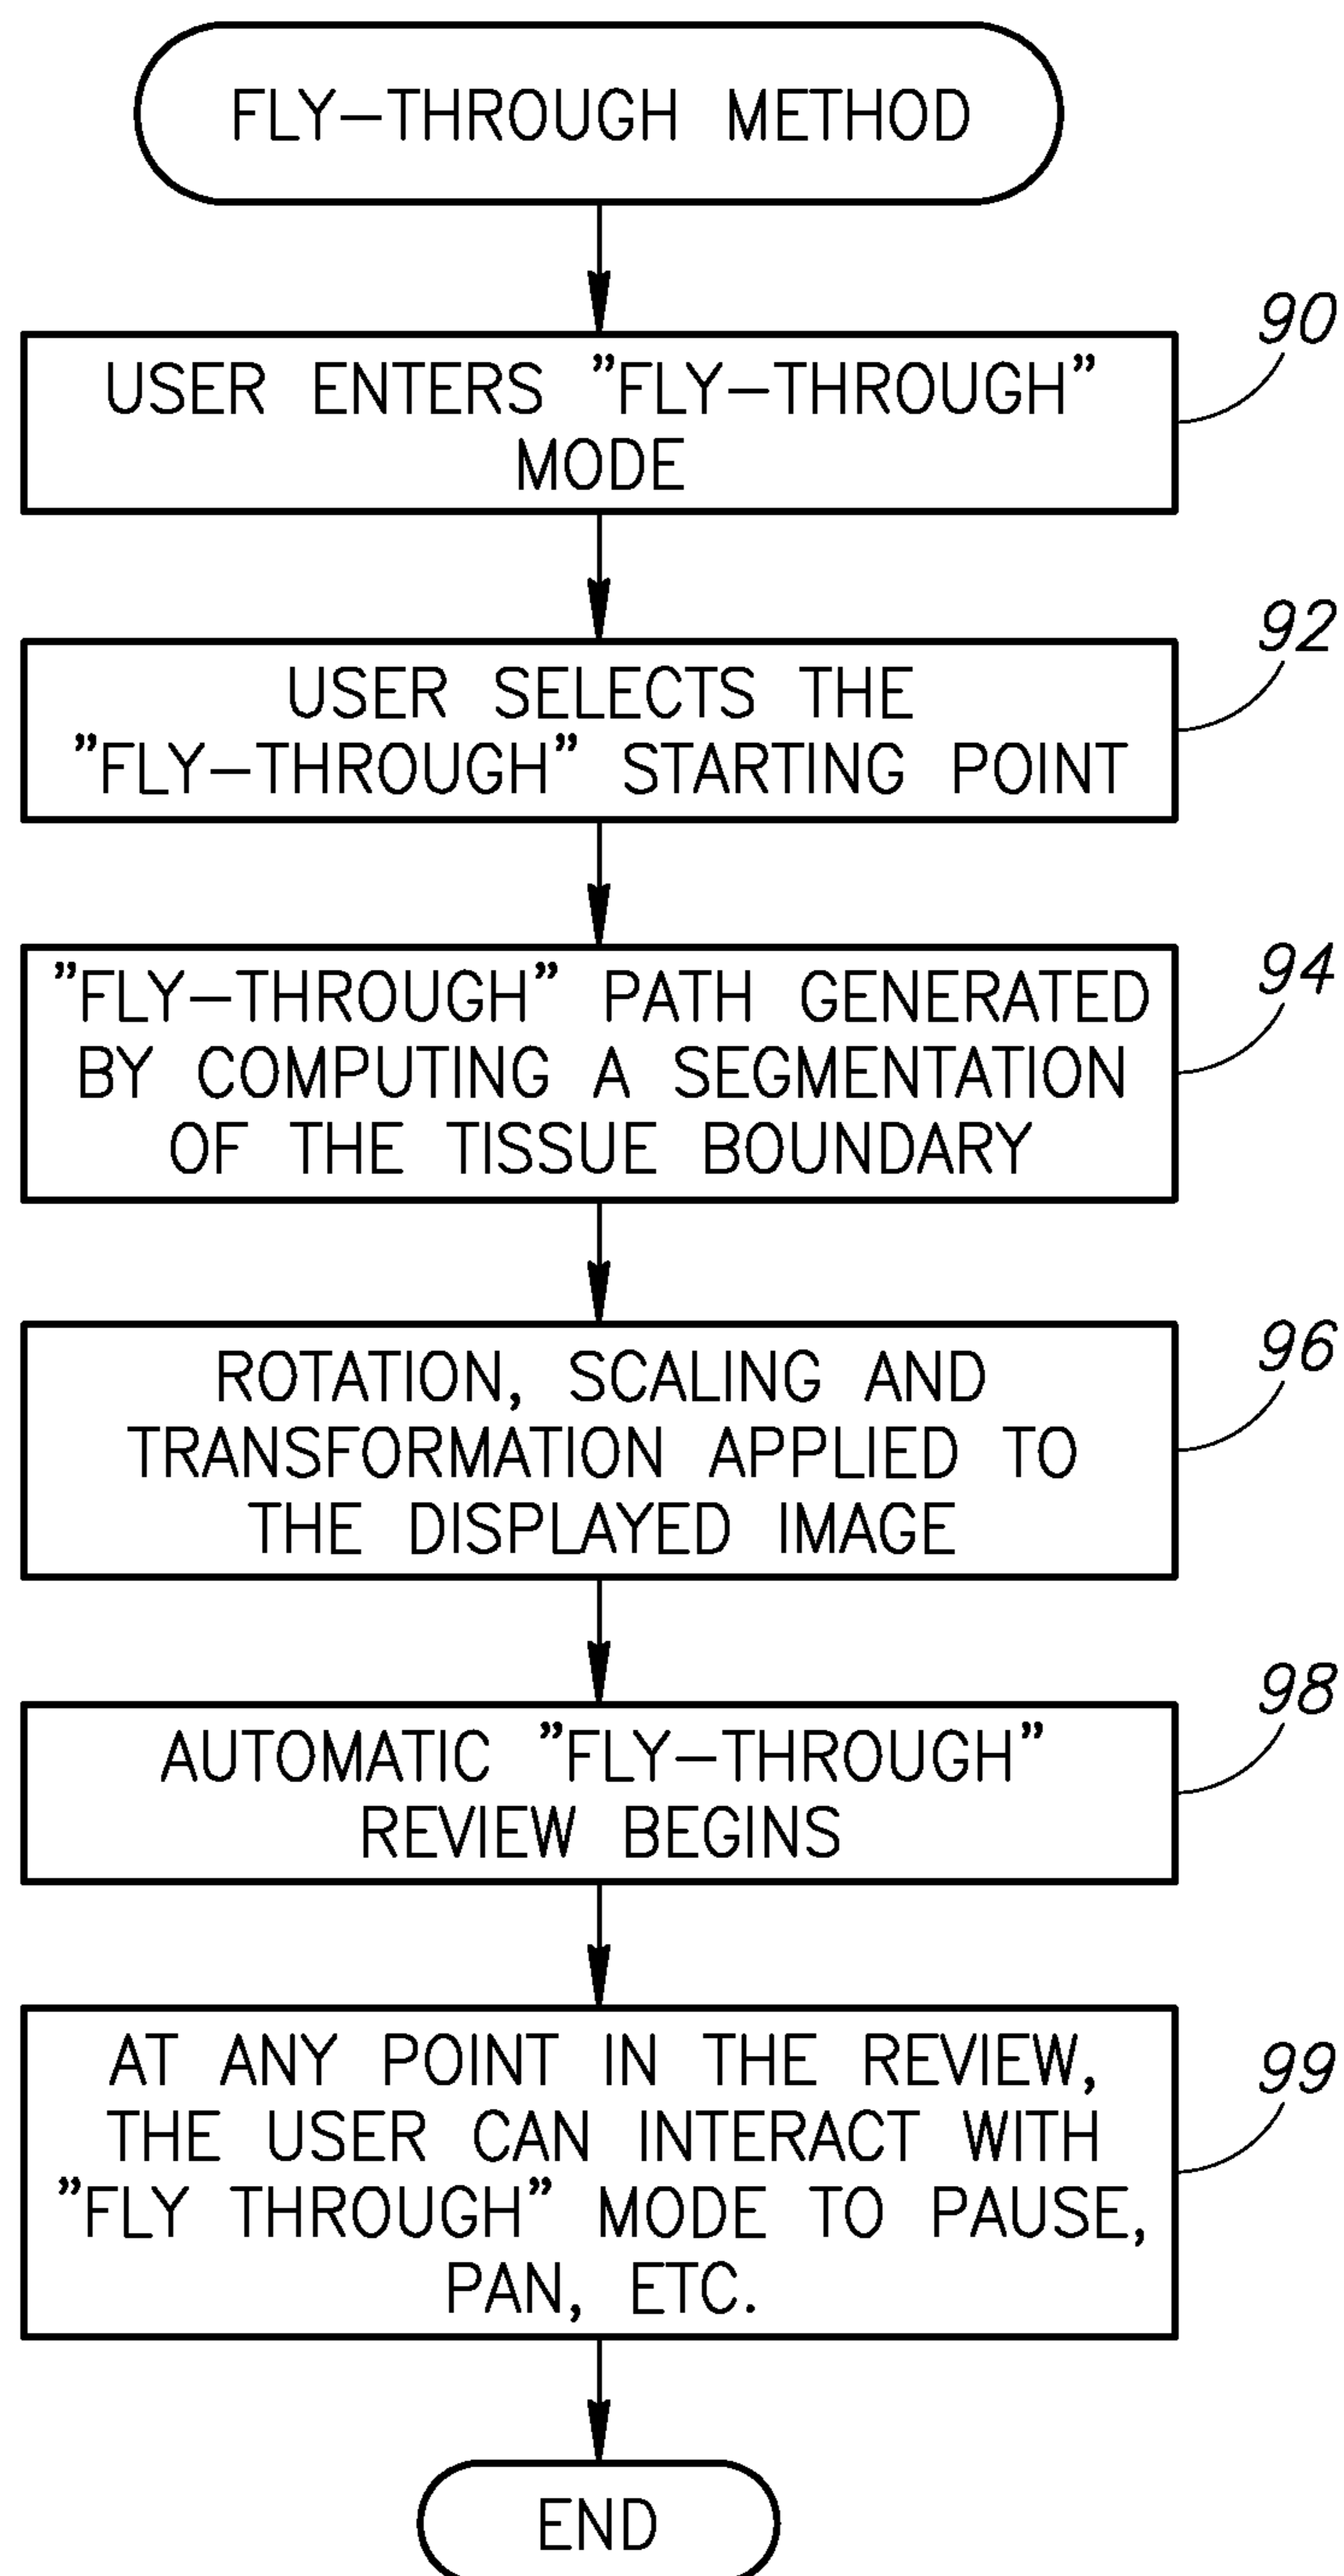 FLY-THROUGH METHOD
90
USER ENTERS "FLY-THROUGH"
MODE
92
USER SELECTS THE
"FLY-THROUGH" STARTING POINT
94
"FLY-THROUGH" PATH GENERATED
BY COMPUTING A SEGMENTATION
OF THE TISSUE BOUNDARY
96
ROTATION, SCALING AND
TRANSFORMATION APPLIED TO
THE DISPLAYED IMAGE
98
AUTOMATIC "FLY-THROUGH"
REVIEW BEGINS
99
AT ANY POINT IN THE REVIEW,
THE USER CAN INTERACT WITH
"FLY THROUGH" MODE TO PAUSE,
PAN, ETC.
END